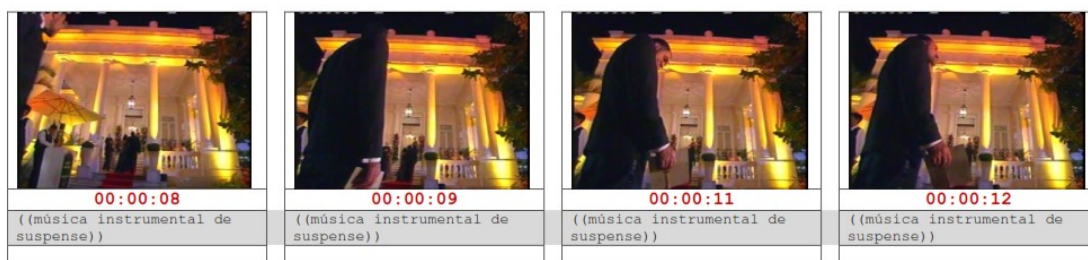 00:00:08
((música instrumental de
suspense))
00:00:09
((música instrumental de
suspense))
00:00:11
((música instrumental de
suspense))
00:00:12
((música instrumental de
suspense))